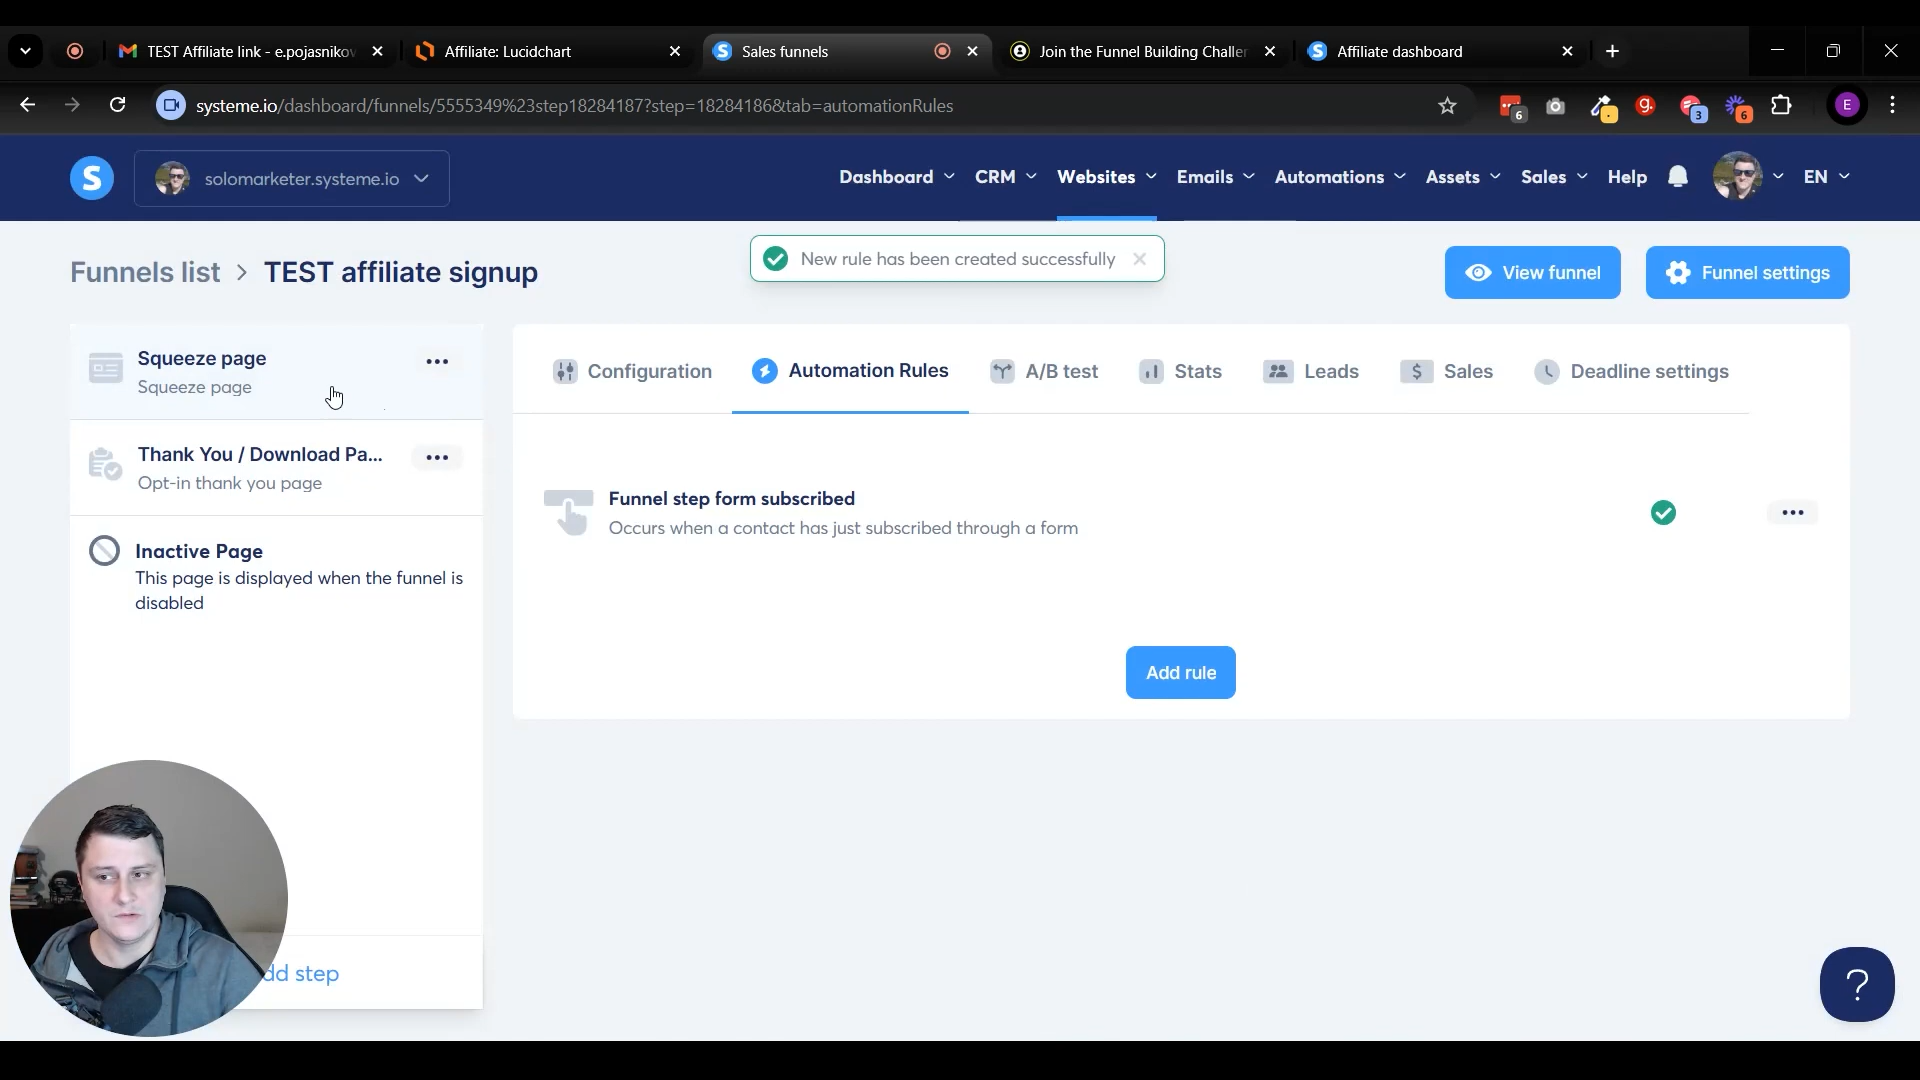 TEST Affiliate link - e.pojasnikov
Affiliate: Lucidchart
Sales funnels
Join the Funnel Building Challer
Affiliate dashboard
systeme.io/dashboard/funnels/5555349%23step18284187?step=18284186&tab=automationRules
6
g.
3
6
E
S
solomarketer.systeme.io
Dashboard
CRM
Websites
Emails
Automations
Assets
Sales
Help
EN
Funnels list > TEST affiliate signup
New rule has been created successfully
View funnel
Funnel settings
Squeeze page
Squeeze page
Thank You / Download Pa...
Opt-in thank you page
Inactive Page
This page is displayed when the funnel is
disabled
dd step
Configuration
Automation Rules
A/B test
Stats
Leads
$ Sales
Deadline settings
Funnel step form subscribed
Occurs when a contact has just subscribed through a form
Add rule
?